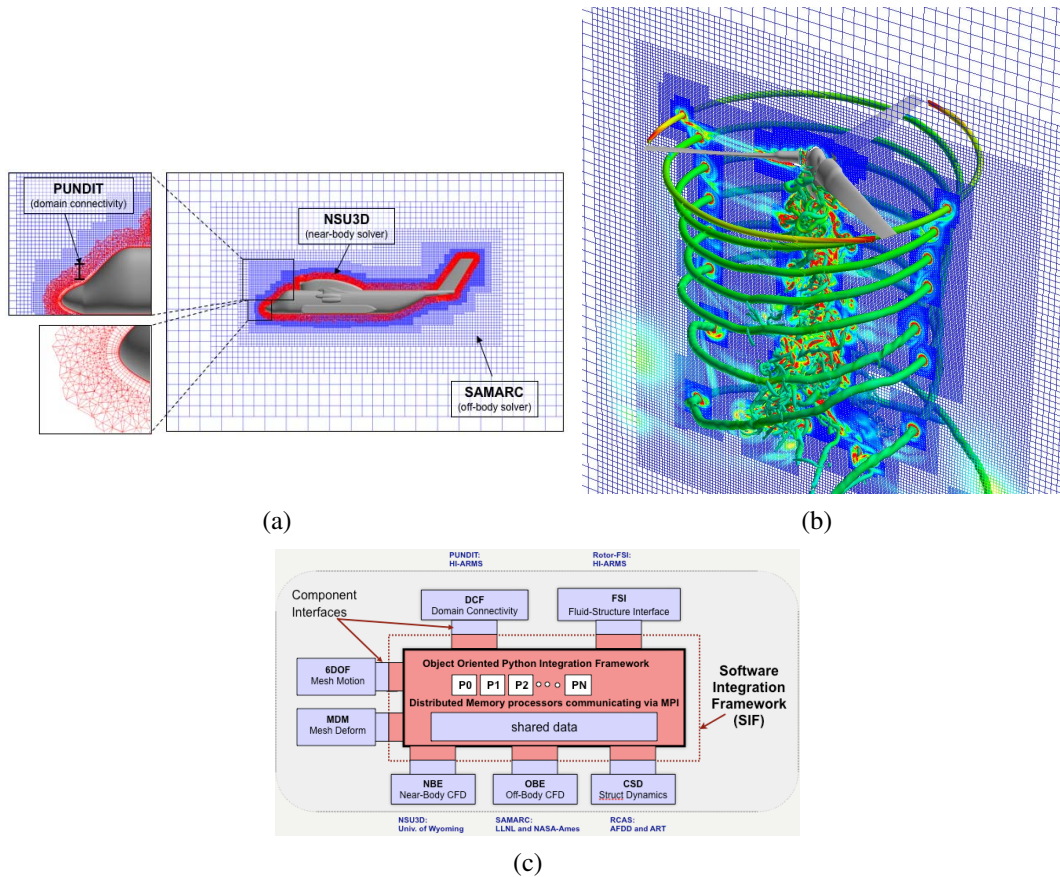 PUNDIT
(domain connectivity)
NSU3D
(near-body solver)
SAMARC
(off-body solver)
(a)
(b)
PUNDIT:
HI-ARMS
Rotor-FSI:
HI-ARMS
Component
Interfaces
DCF
Domain Connectivity
FSI
Fluid-Structure Interface
6DOF
Mesh Motion
MDM
Mesh Deform
Object Oriented Python Integration Framework
P0 P1 P2 PN
Distributed Memory processors communicating via MPI
shared data
Software
Integration
Framework
(SIF)
NBE
Near-Body CFD
OBE
Off-Body CFD
CSD
Struct Dynamics
NSU3D:
Univ. of Wyoming
SAMARC:
LLNL and NASA-Ames
RCAS:
AFDD and ART
(c)